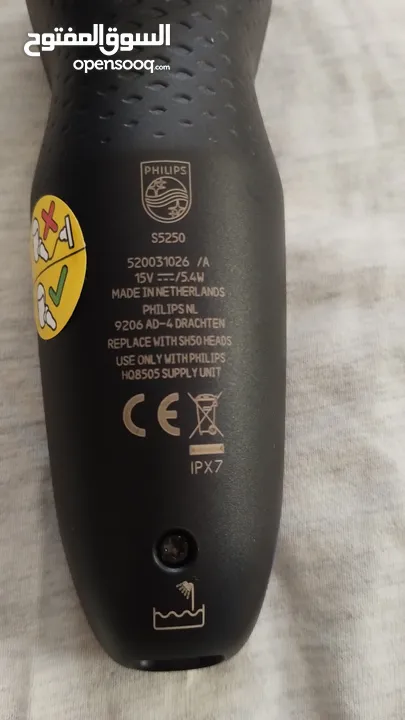 السوق المفتوح
opensooq.com
PHILIPS
S5250
520031026 /A
15V ⎓/5.4W
MADE IN NETHERLANDS
PHILIPS NL
9206 AD-4 DRACHTEN
REPLACE WITH SH50 HEADS
USE ONLY WITH PHILIPS
HQ8505 SUPPLY UNIT
CE
IPX7